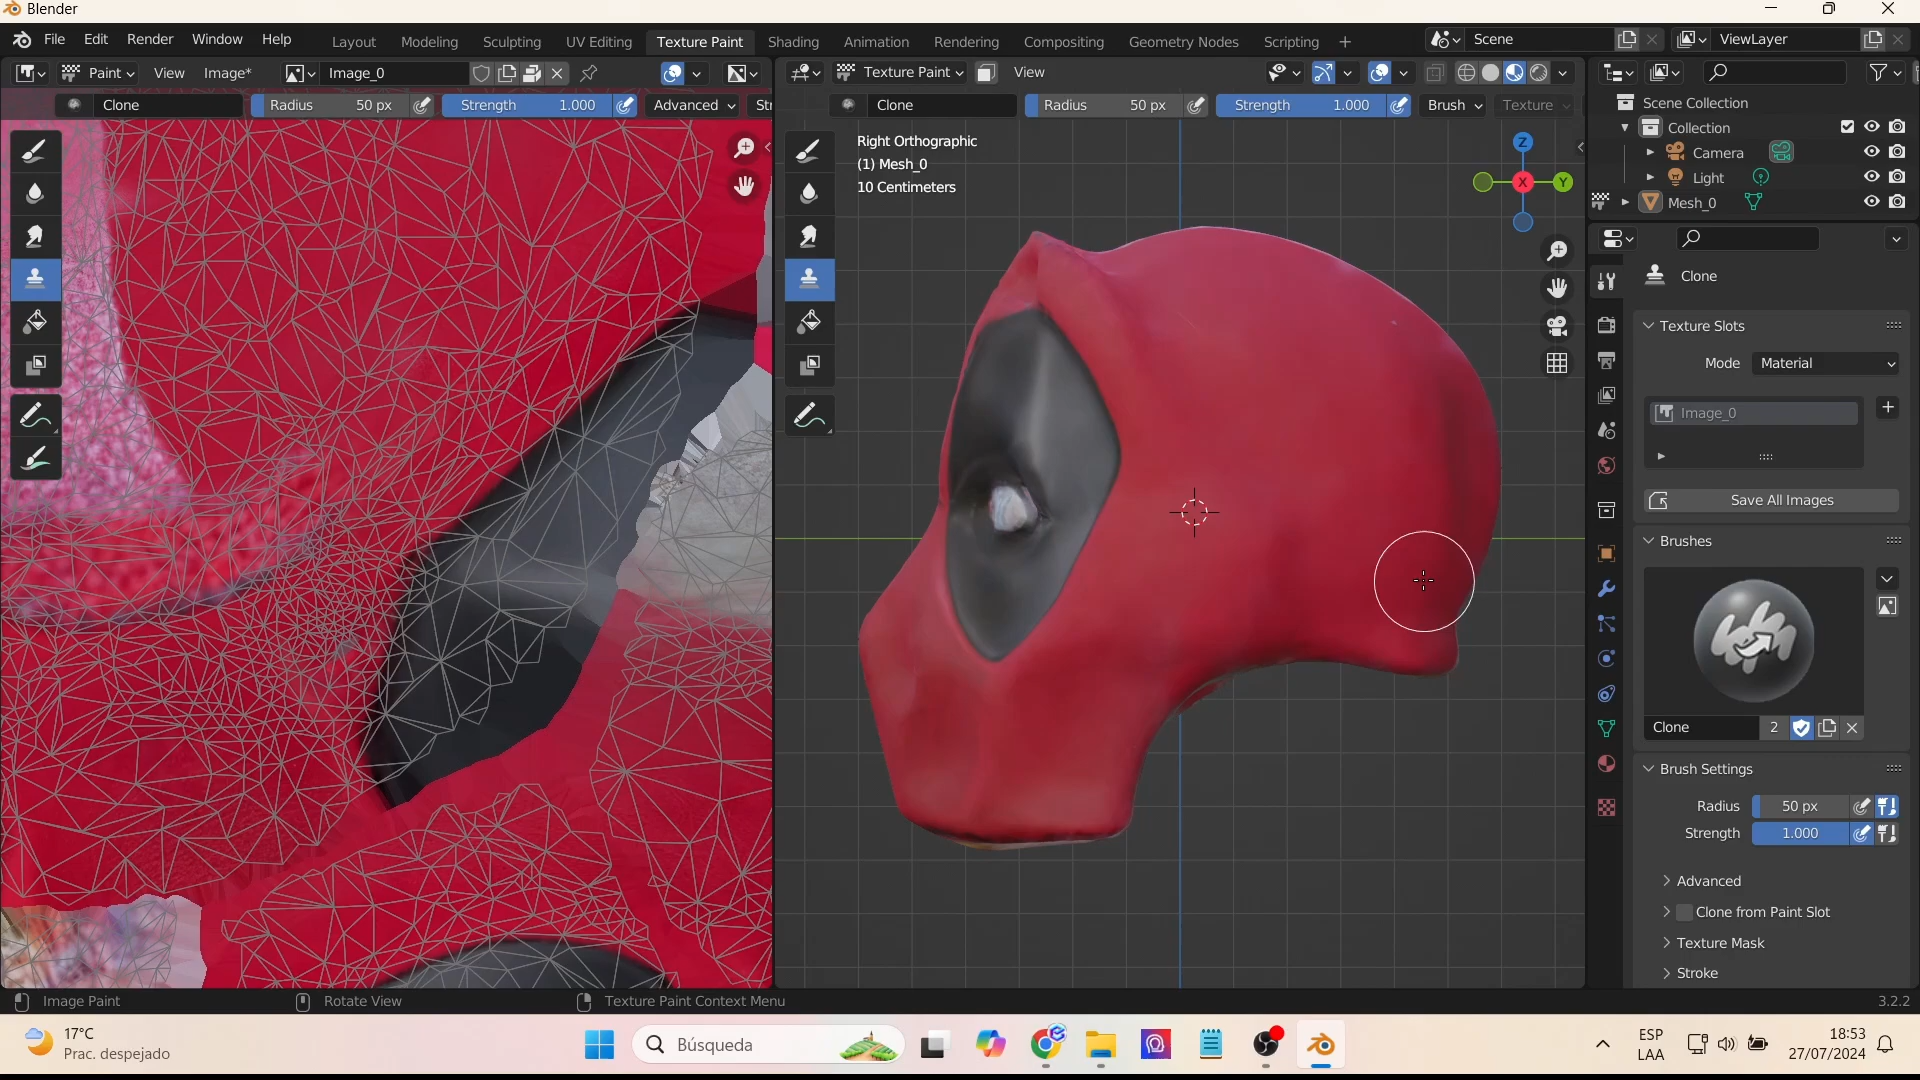 Blender
File Edit Render Window Help Layout Modeling Sculpting UV Editing Texture Paint Shading Animation Rendering Compositing Geometry Nodes Scripting + Scene ViewLayer
Paint View Image* Image_0 Texture Paint View
Clone Radius 50 px Strength 1.000 Advanced Clone Radius 50 px Strength 1.000 Brush Texture
Right Orthographic
(1) Mesh_0
10 Centimeters
Z
X
Y
Scene Collection
Collection
Camera
Light
Mesh_0
Clone
Texture Slots
Mode Material
Image_0
Save All Images
Brushes
Clone 2
Brush Settings
Radius 50 px
Strength 1.000
Advanced
Clone from Paint Slot
Texture Mask
Stroke
Image Paint Rotate View Texture Paint Context Menu 3.2.2
17°C
Prac. despejado
Búsqueda
ESP
LAA
18:53
27/07/2024